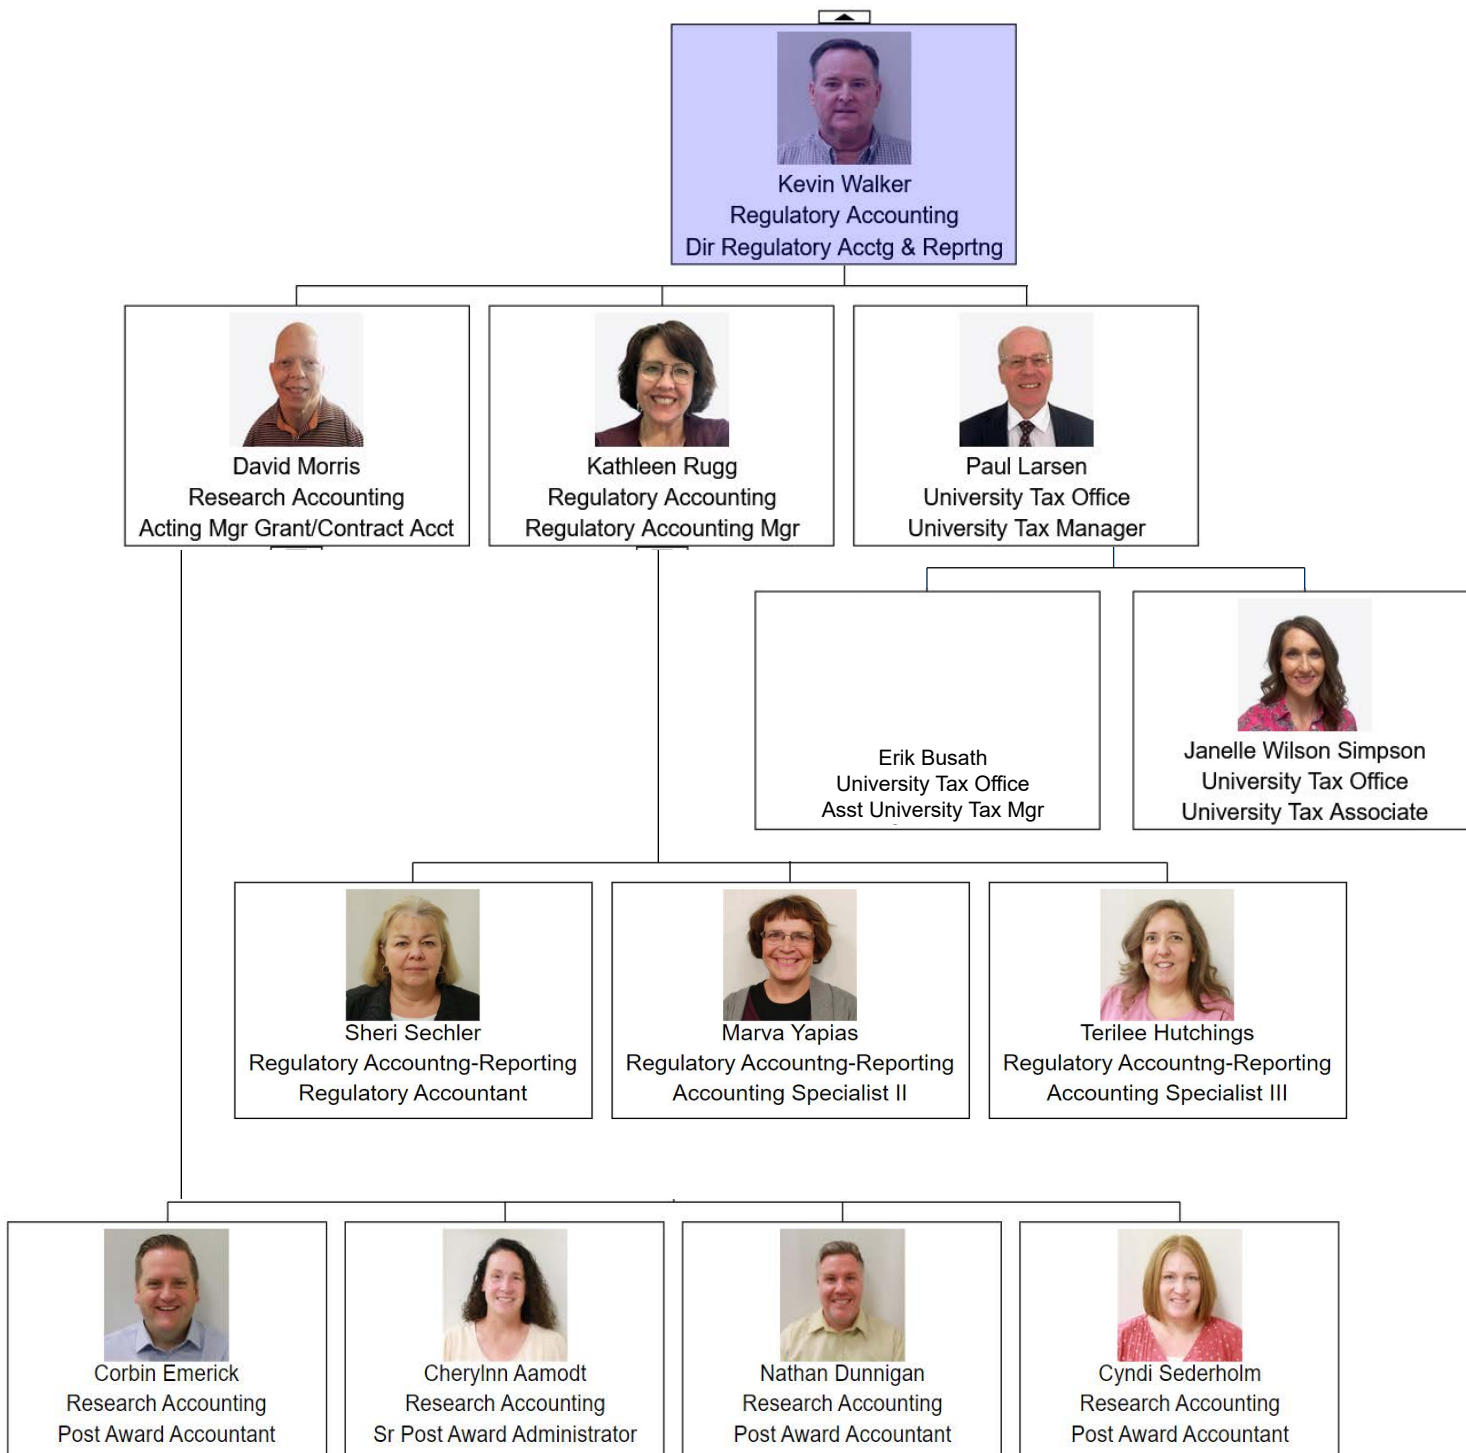 Kevin Walker
Regulatory Accounting
Dir Regulatory Acctg & Reprtng
David Morris
Research Accounting
Acting Mgr Grant/Contract Acct
Kathleen Rugg
Regulatory Accounting
Regulatory Accounting Mgr
Paul Larsen
University Tax Office
University Tax Manager
Erik Busath
University Tax Office
Asst University Tax Mgr
Janelle Wilson Simpson
University Tax Office
University Tax Associate
Sheri Sechler
Regulatory Accountng-Reporting
Regulatory Accountant
Marva Yapias
Regulatory Accountng-Reporting
Accounting Specialist II
Terilee Hutchings
Regulatory Accountng-Reporting
Accounting Specialist III
Corbin Emerick
Research Accounting
Post Award Accountant
Cherylnn Aamodt
Research Accounting
Sr Post Award Administrator
Nathan Dunnigan
Research Accounting
Post Award Accountant
Cyndi Sederholm
Research Accounting
Post Award Accountant